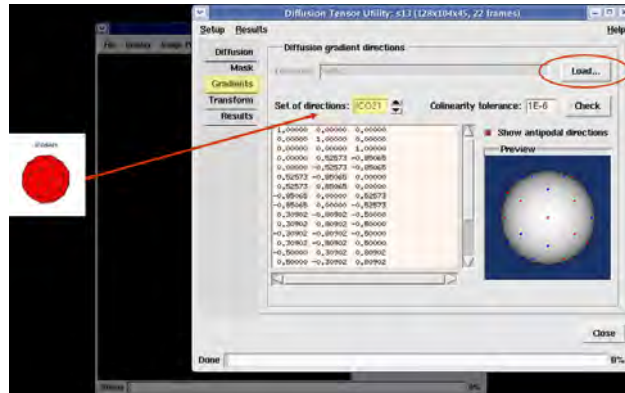 Diffusion Tensor Utility: s13 (128x104x45, 22 frames)
Setup Results Help
Diffusion
Mask
Gradients
Transform
Results
Diffusion gradient directions
Load...
Set of directions: ICO21
Colinearity tolerance: 1E-6 Check
Show antipodal directions
Preview
1.00000 0.00000 0.00000
0.00000 1.00000 0.00000
0.00000 0.00000 1.00000
0.00000 0.52573 -0.85065
0.00000 -0.52573 -0.85065
0.52573 -0.85065 0.00000
0.52573 0.85065 0.00000
-0.85065 0.00000 0.52573
-0.85065 0.00000 -0.52573
0.30902 -0.80902 -0.50000
0.30902 0.80902 -0.50000
-0.30902 -0.80902 -0.50000
0.30902 -0.80902 -0.50000
-0.50000 0.30902 0.80902
0.50000 -0.30902 0.80902
Close
Done 0%